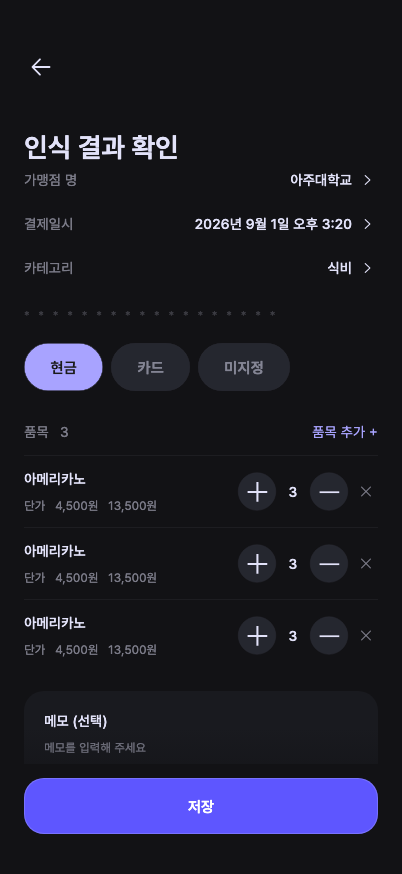 인식 결과 확인
가맹점 명 아주대학교
결제일시 2026년 9월 1일 오후 3:20
카테고리 식비
현금 카드 미지정
품목 3 품목 추가 +
아메리카노
단가 4,500원 13,500원
3
아메리카노
단가 4,500원 13,500원
3
아메리카노
단가 4,500원 13,500원
3
메모 (선택)
메모를 입력해 주세요
저장